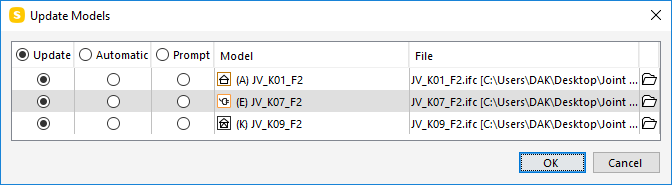 S Update Models
Update Automatic Prompt Model File
(A) JV_K01_F2 JV_K01_F2.ifc [C:\Users\DAK\Desktop\Joint ...
(E) JV_K07_F2 JV_K07_F2.ifc [C:\Users\DAK\Desktop\Joint ...
(K) JV_K09_F2 JV_K09_F2.ifc [C:\Users\DAK\Desktop\Joint ...
OK Cancel